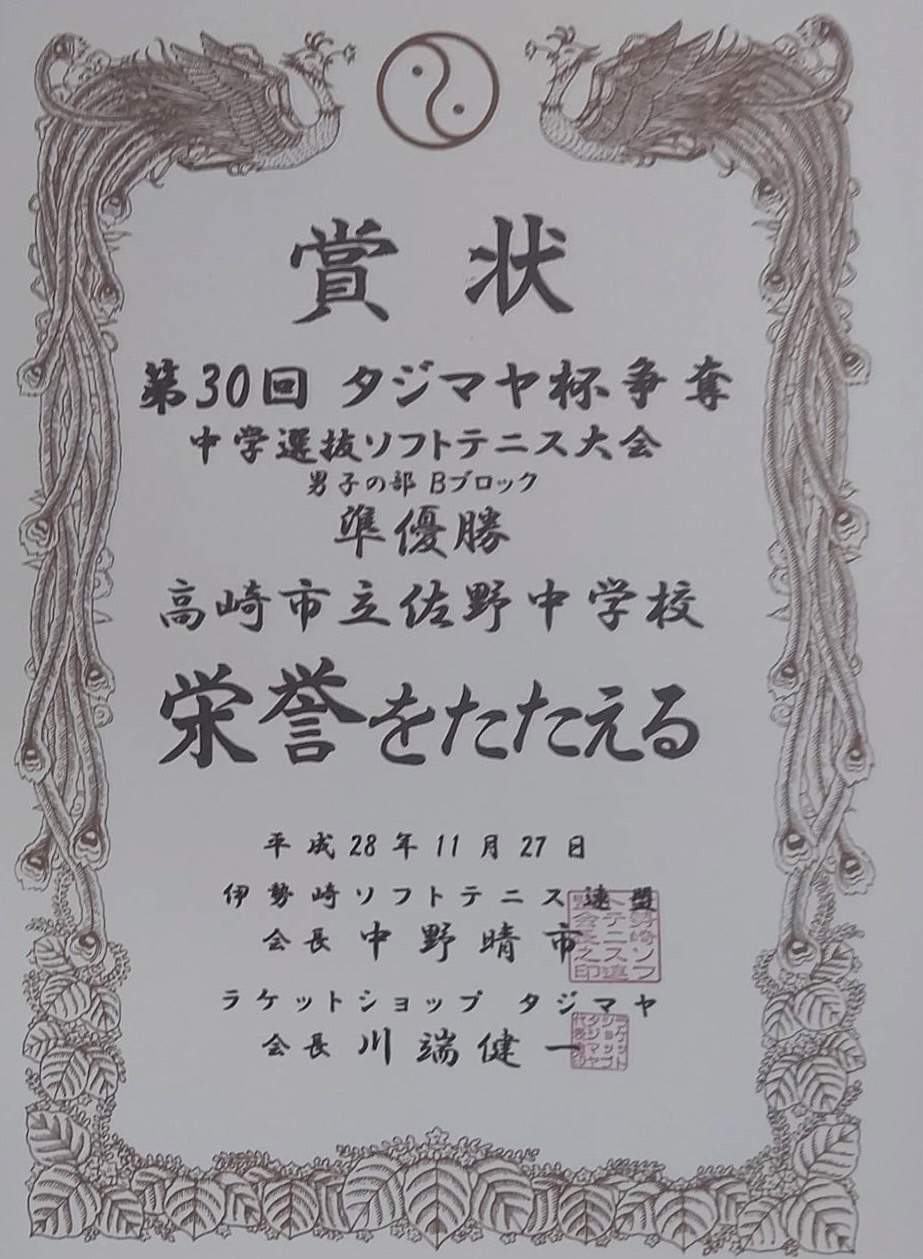 賞状
第30回 タジマヤ杯争奪
中学選抜ソフトテニス大会
男子の部 Bブロック
準優勝
高崎市立佐野中学校
栄誉をたたえる
平成28年11月27日
伊勢崎ソフトテニス連盟
会長 中野晴市
ラケットショップ タジマヤ
会長 川端健一